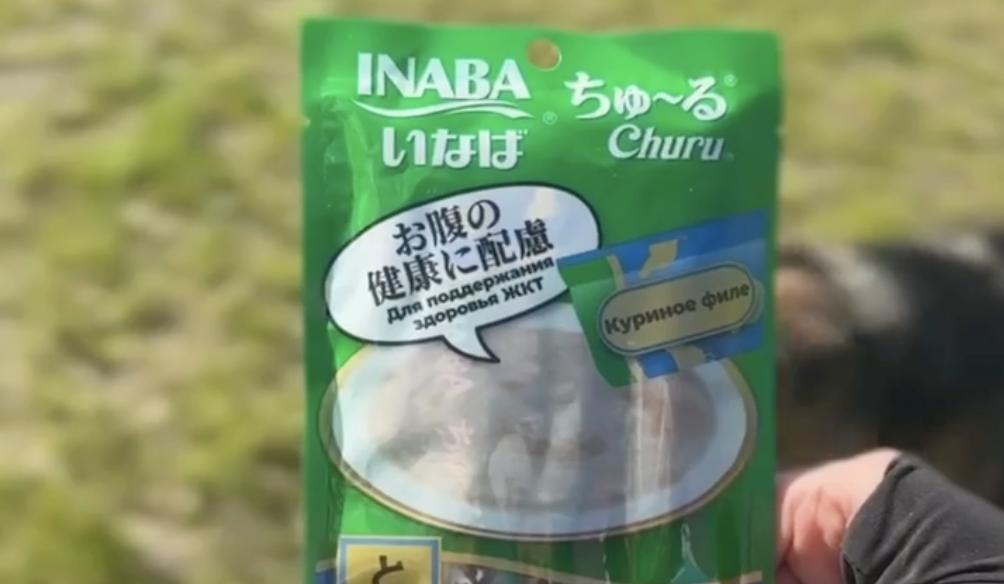 INABA
いなば
ちゅ～る
Churu
お腹の
健康に配慮
Для поддержания
здоровья ЖКТ
Куриное филе
と